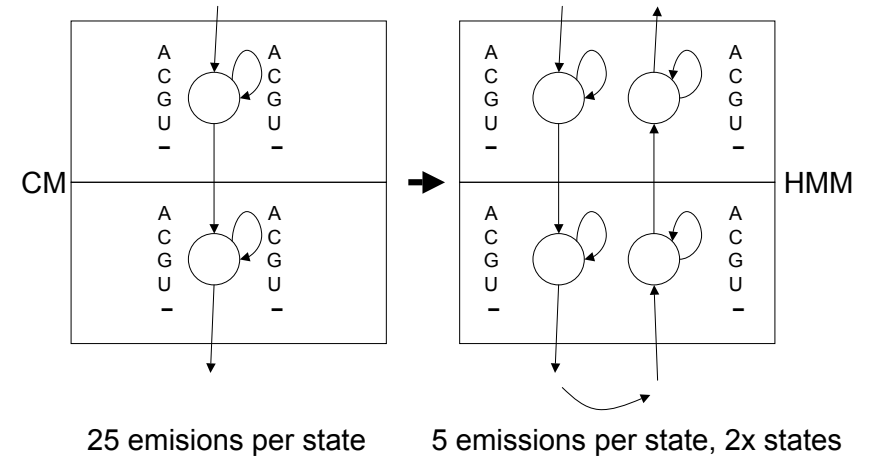 A A A A
C C C C
G G G G
U U U U
– – – –
CM HMM
A A A A
C C C C
G G G G
U U U U
– – – –
25 emisions per state 5 emissions per state, 2x states